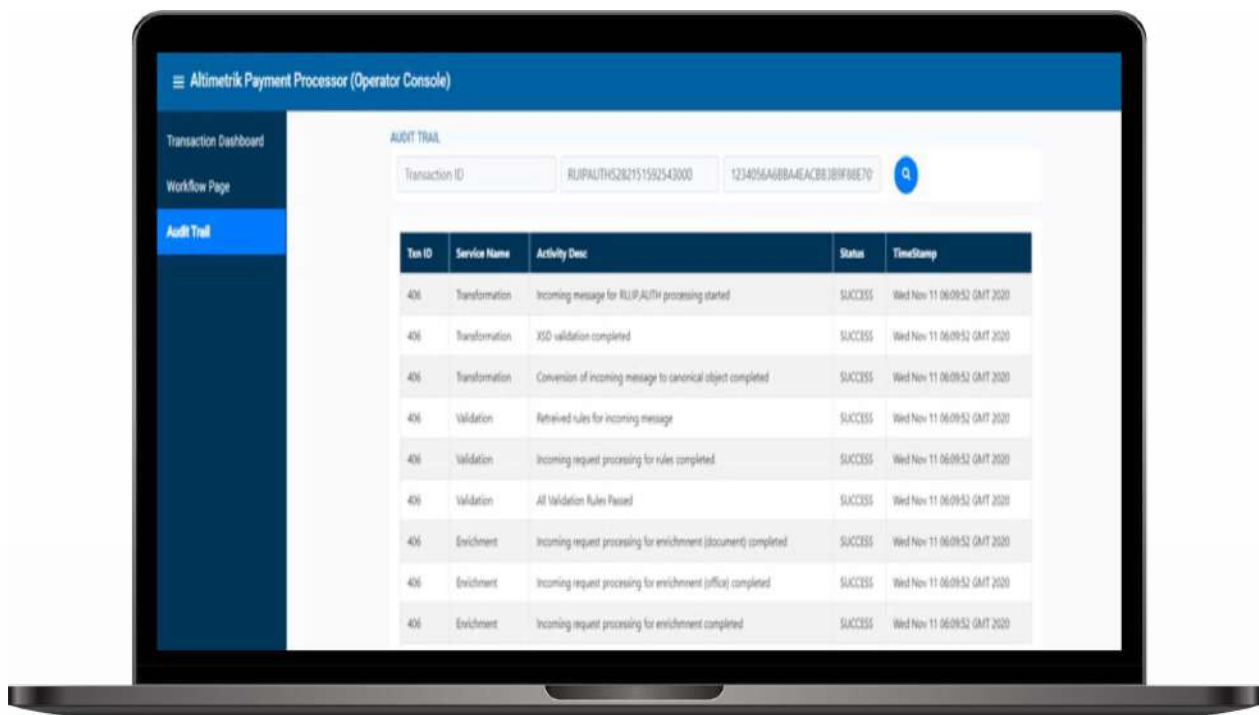 Altimetrik Payment Processor (Operator Console)
Transaction Dashboard
Workflow Page
Audit Trail
AUDIT TRAIL
Transaction ID
Txn ID Service Name Activity Desc Status TimeStamp
406 Transformation Incoming message for RUJP.AUTH processing started SUCCESS Wed Nov 11 06:09:52 GMT 2020
406 Transformation XSD validation completed SUCCESS Wed Nov 11 06:09:52 GMT 2020
406 Transformation Conversion of incoming message to canonical object completed SUCCESS Wed Nov 11 06:09:52 GMT 2020
406 Validation Retreived rules for incoming message SUCCESS Wed Nov 11 06:09:52 GMT 2020
406 Validation Incoming request processing for rules completed SUCCESS Wed Nov 11 06:09:52 GMT 2020
406 Validation All Validation Rules Passed SUCCESS Wed Nov 11 06:09:52 GMT 2020
406 Enrichment Incoming request processing for enrichmnent (document) completed SUCCESS Wed Nov 11 06:09:52 GMT 2020
406 Enrichment Incoming request processing for enrichmnent (office) completed SUCCESS Wed Nov 11 06:09:52 GMT 2020
406 Enrichment Incoming request processing for enrichmnent completed SUCCESS Wed Nov 11 06:09:52 GMT 2020